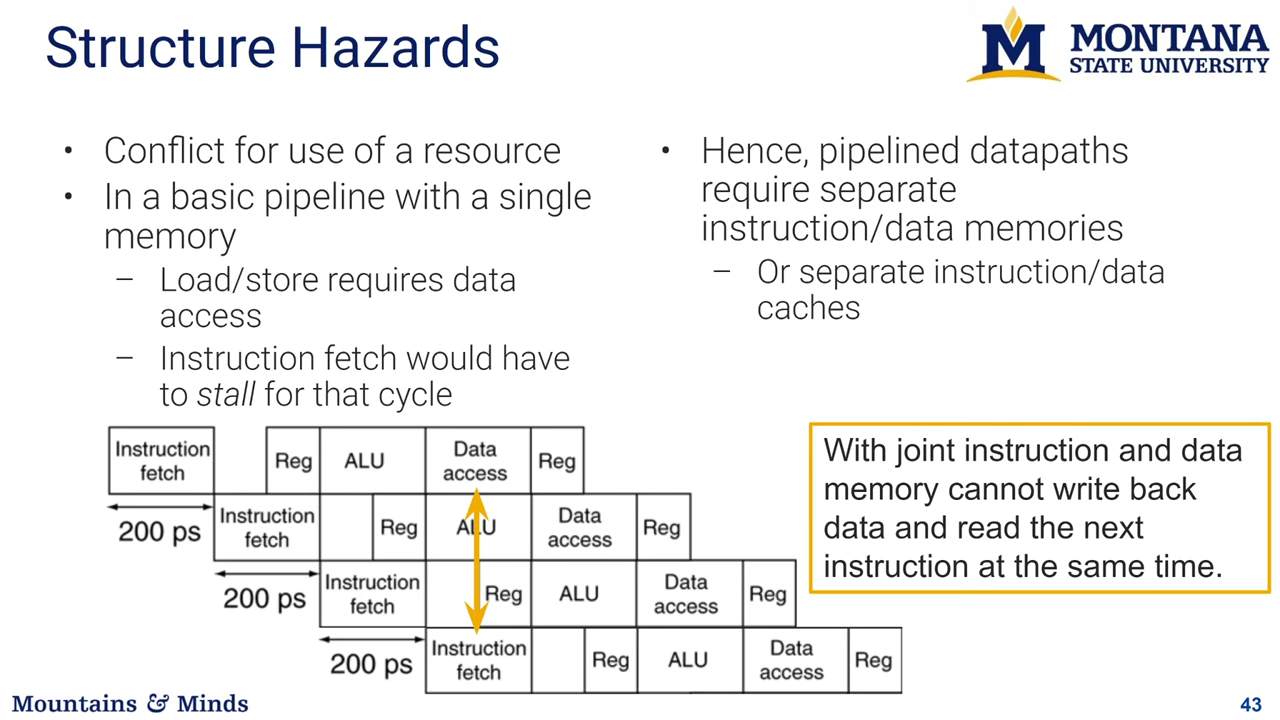 Structure Hazards
MONTANA
STATE UNIVERSITY
• Conflict for use of a resource
• In a basic pipeline with a single
memory
– Load/store requires data
access
– Instruction fetch would have
to stall for that cycle
• Hence, pipelined datapaths
require separate
instruction/data memories
– Or separate instruction/data
caches
Instruction
fetch
Reg
ALU
Data
access
Reg
200 ps
Instruction
fetch
Reg
ALU
Data
access
Reg
200 ps
Instruction
fetch
Reg
ALU
Data
access
Reg
200 ps
Instruction
fetch
Reg
ALU
Data
access
Reg
With joint instruction and data
memory cannot write back
data and read the next
instruction at the same time.
Mountains & Minds
43